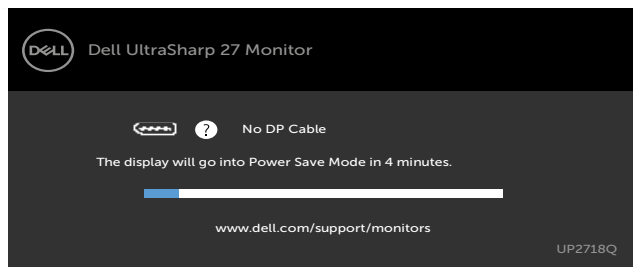 DELL Dell UltraSharp 27 Monitor
? No DP Cable
The display will go into Power Save Mode in 4 minutes.
www.dell.com/support/monitors
UP2718Q